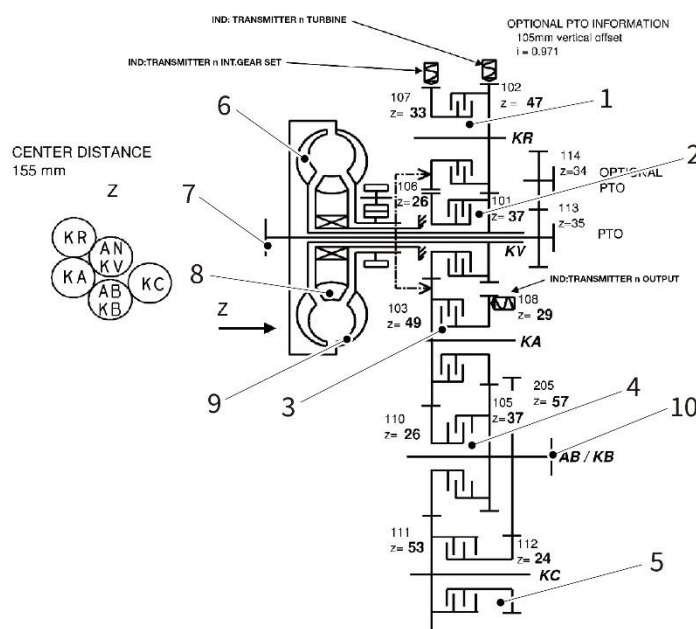 IND: TRANSMITTER n TURBINE
OPTIONAL PTO INFORMATION
105mm vertical offset
i = 0.971
IND:TRANSMITTER n INT.GEAR SET
102
z= 47
1
107
z= 33
6
KR
2
CENTER DISTANCE
155 mm
Z
114
z=34
OPTIONAL
PTO
106
z=26
101
z= 37
113
z=35
PTO
7
KV
KR
AN
KV
KA
AB
KB
KC
8
IND:TRANSMITTER n OUTPUT
Z
103
z= 49
108
z= 29
KA
9
3
4
205
z= 57
10
105
z=37
110
z= 26
AB / KB
111
z= 53
112
z= 24
5
KC